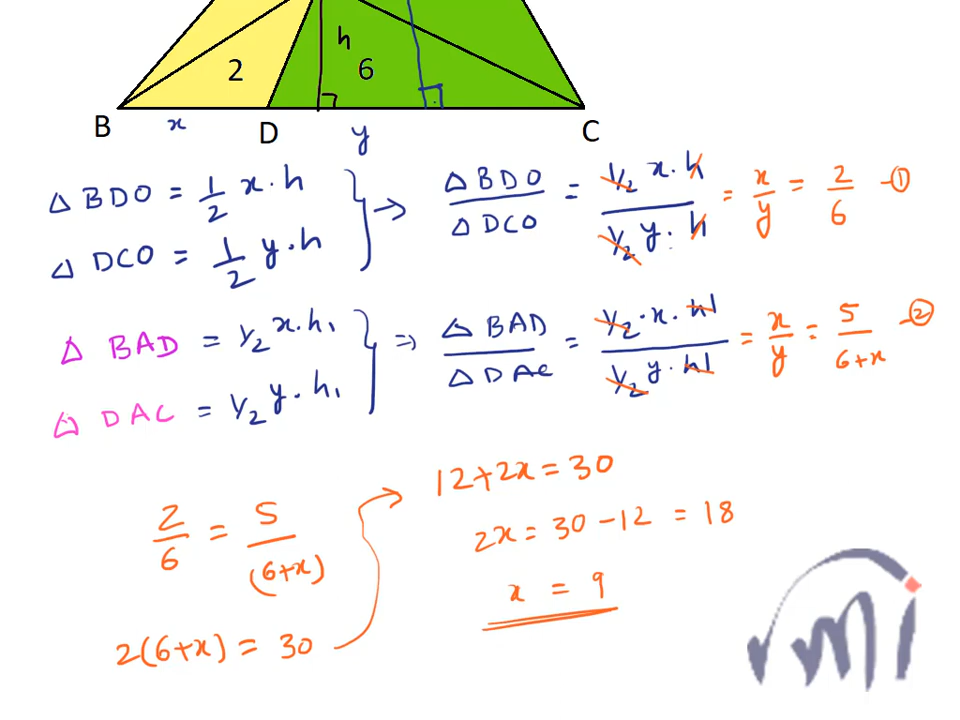 h
2 6
B x D y C
△ BDO = 1/2 x · h
△ DCO = 1/2 y · h
△ BDO / △ DCO = 1/2 x · h / 1/2 y · h = x/y = 2/6 - ①
△ BAD = 1/2 x · h₁
△ DAC = 1/2 y · h₁
⇒ △ BAD / △ DAC = 1/2 · x · h1 / 1/2 y · h1 = x/y = 5/6+x - ②
2/6 = 5/(6+x)
2(6+x) = 30
12+2x = 30
2x = 30 - 12 = 18
x = 9
vmi